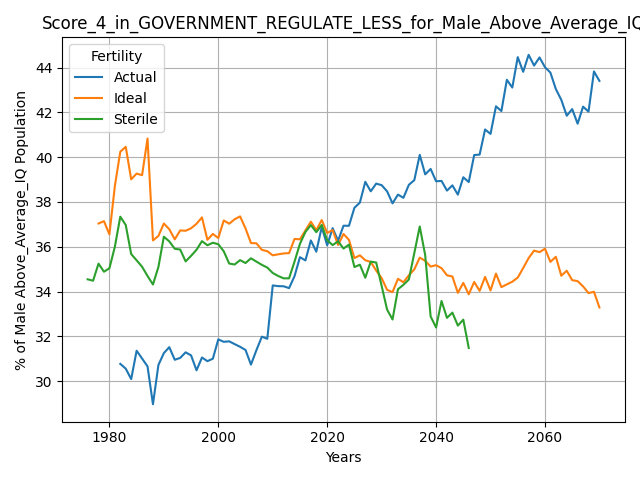 Score_4_in_GOVERNMENT_REGULATE_LESS_for_Male_Above_Average_IQ
Fertility
Actual
Ideal
Sterile
% of Male Above_Average_IQ Population
44
42
40
38
36
34
32
30
1980 2000 2020 2040 2060
Years